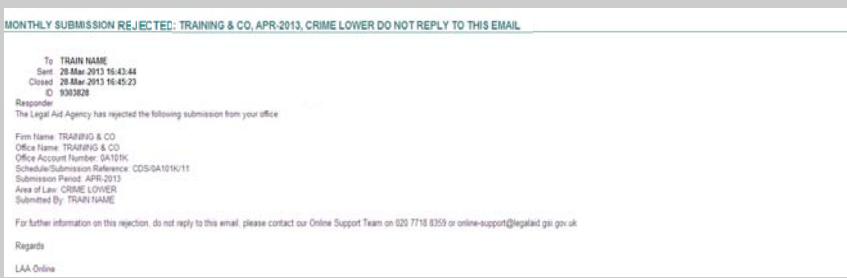 MONTHLY SUBMISSION REJECTED: TRAINING & CO, APR-2013, CRIME LOWER DO NOT REPLY TO THIS EMAIL
To TRAIN NAME
Sent 28-Mar-2013 16:43:44
Closed 28-Mar-2013 16:45:23
ID 9303828
Responder
The Legal Aid Agency has rejected the following submission from your office
Firm Name: TRAINING & CO
Office Name: TRAINING & CO
Office Account Number: 0A101K
Schedule/Submission Reference: CDS/0A101K/11
Submission Period: APR-2013
Area of Law: CRIME LOWER
Submitted By: TRAIN NAME
For further information on this rejection, do not reply to this email, please contact our Online Support Team on 020 7718 8359 or online-support@legalaid.gsi.gov.uk
Regards
LAA Online